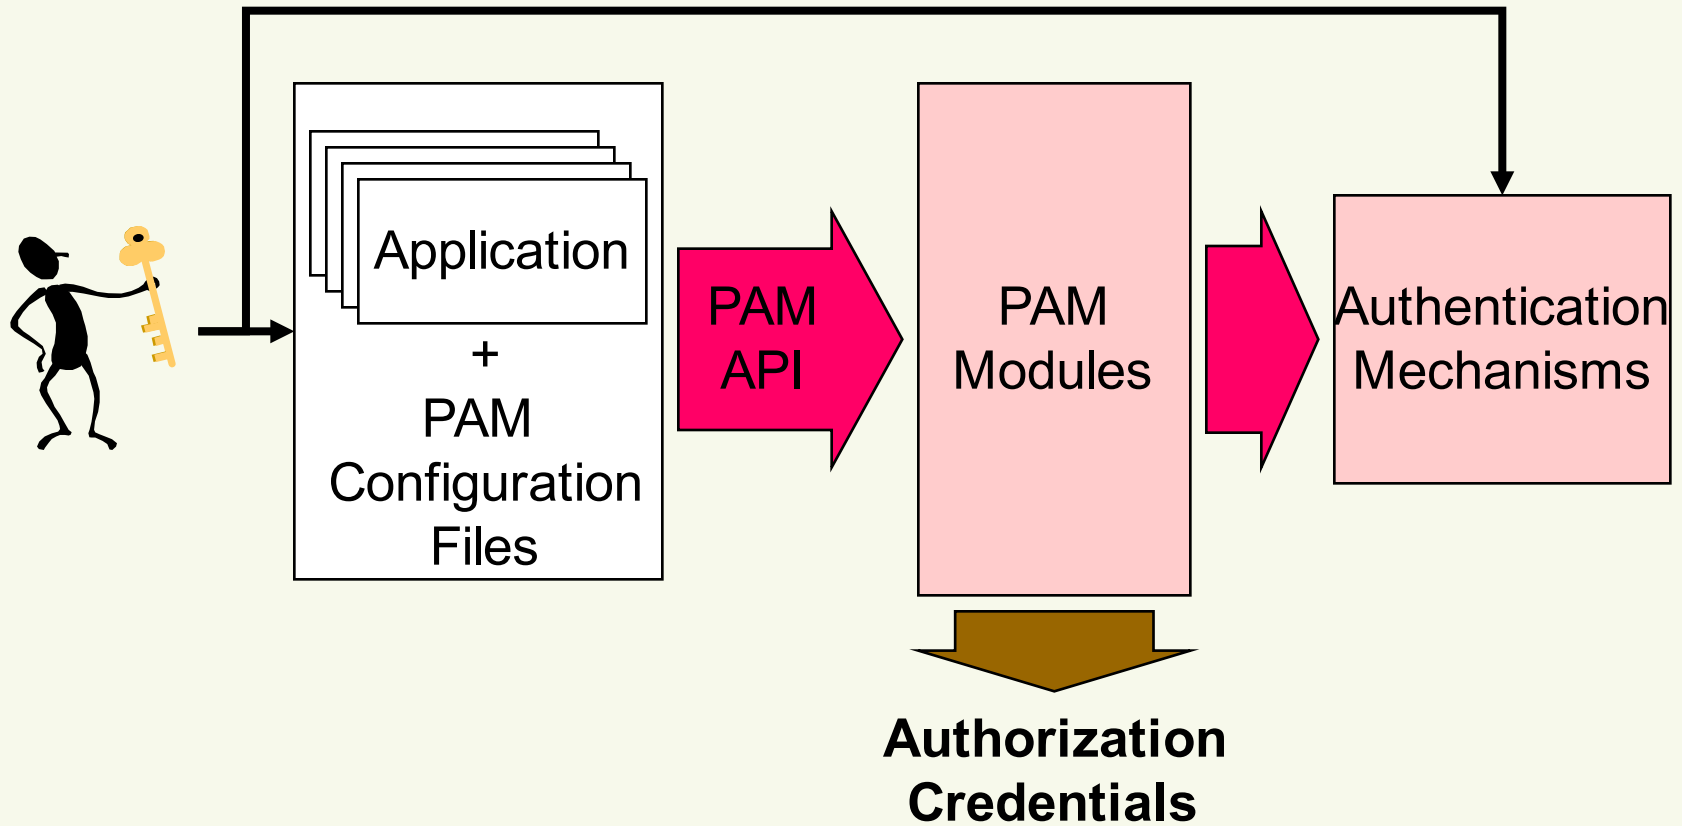 Application
+
PAM
Configuration
Files
PAM
API
PAM
Modules
Authentication
Mechanisms
Authorization
Credentials